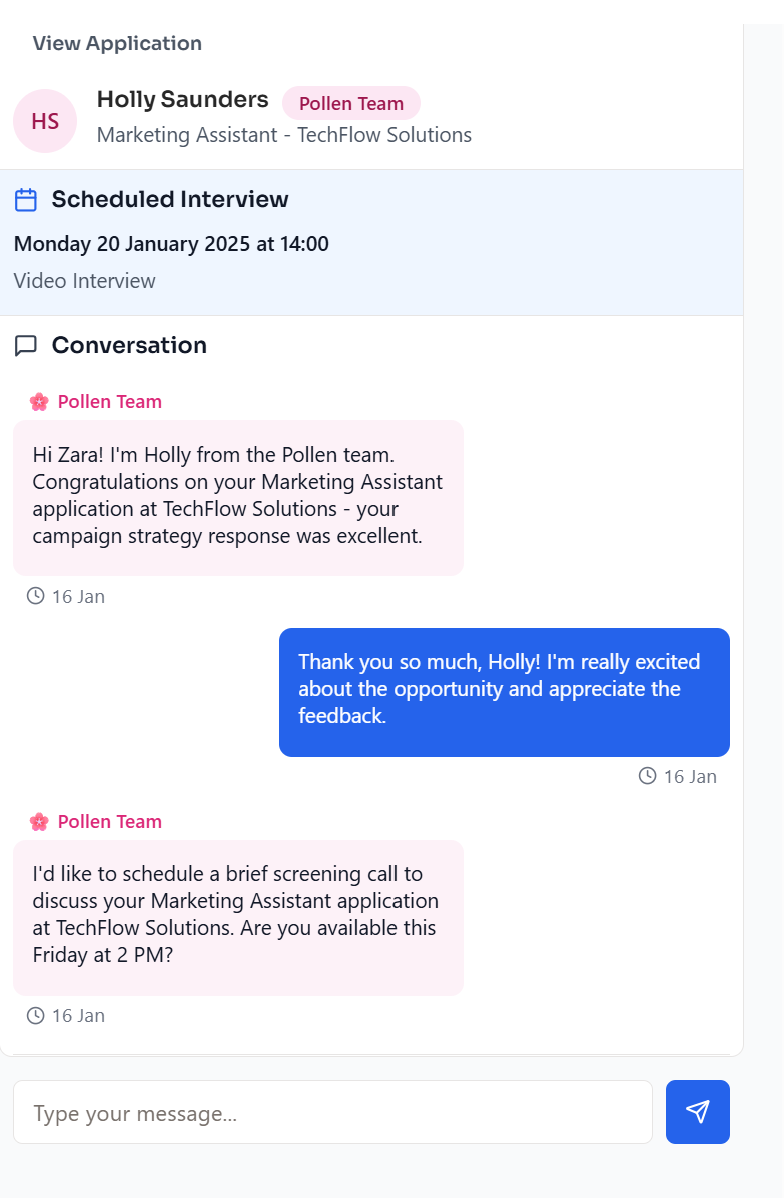 View Application
HS
Holly Saunders
Pollen Team
Marketing Assistant - TechFlow Solutions
Scheduled Interview
Monday 20 January 2025 at 14:00
Video Interview
Conversation
Pollen Team
Hi Zara! I'm Holly from the Pollen team.
Congratulations on your Marketing Assistant
application at TechFlow Solutions - your
campaign strategy response was excellent.
16 Jan
Thank you so much, Holly! I'm really excited
about the opportunity and appreciate the
feedback.
16 Jan
Pollen Team
I'd like to schedule a brief screening call to
discuss your Marketing Assistant application
at TechFlow Solutions. Are you available this
Friday at 2 PM?
16 Jan
Type your message...